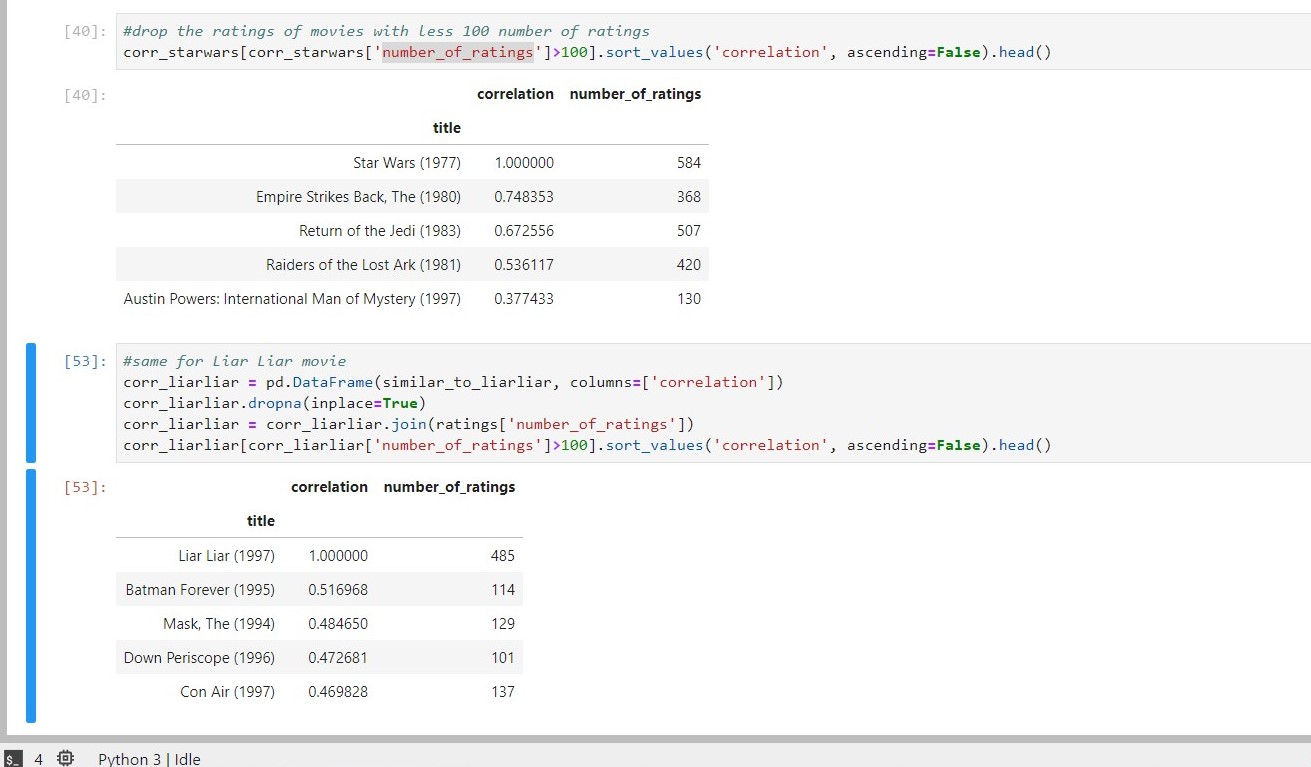 [40]: #drop the ratings of movies with less 100 number of ratings
corr_starwars[corr_starwars['number_of_ratings']>100].sort_values('correlation', ascending=False).head()
[40]: correlation number_of_ratings
title
Star Wars (1977) 1.000000 584
Empire Strikes Back, The (1980) 0.748353 368
Return of the Jedi (1983) 0.672556 507
Raiders of the Lost Ark (1981) 0.536117 420
Austin Powers: International Man of Mystery (1997) 0.377433 130
[53]: #same for Liar Liar movie
corr_liarliar = pd.DataFrame(similar_to_liarliar, columns=['correlation'])
corr_liarliar.dropna(inplace=True)
corr_liarliar = corr_liarliar.join(ratings['number_of_ratings'])
corr_liarliar[corr_liarliar['number_of_ratings']>100].sort_values('correlation', ascending=False).head()
[53]: correlation number_of_ratings
title
Liar Liar (1997) 1.000000 485
Batman Forever (1995) 0.516968 114
Mask, The (1994) 0.484650 129
Down Periscope (1996) 0.472681 101
Con Air (1997) 0.469828 137
$_ 4 Python 3 | Idle